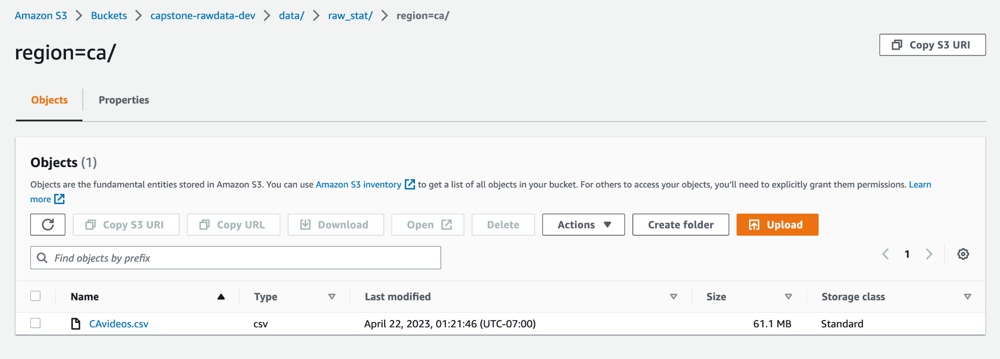 Amazon S3 > Buckets > capstone-rawdata-dev > data/ > raw_stat/ > region=ca/
region=ca/
Copy S3 URI
Objects
Properties
Objects (1)
Objects are the fundamental entities stored in Amazon S3. You can use Amazon S3 inventory to get a list of all objects in your bucket. For others to access your objects, you'll need to explicitly grant them permissions. Learn
more
Copy S3 URI Copy URL Download Open Delete Actions Create folder Upload
Find objects by prefix
1
Name Type Last modified Size Storage class
CAvideos.csv csv April 22, 2023, 01:21:46 (UTC-07:00) 61.1 MB Standard